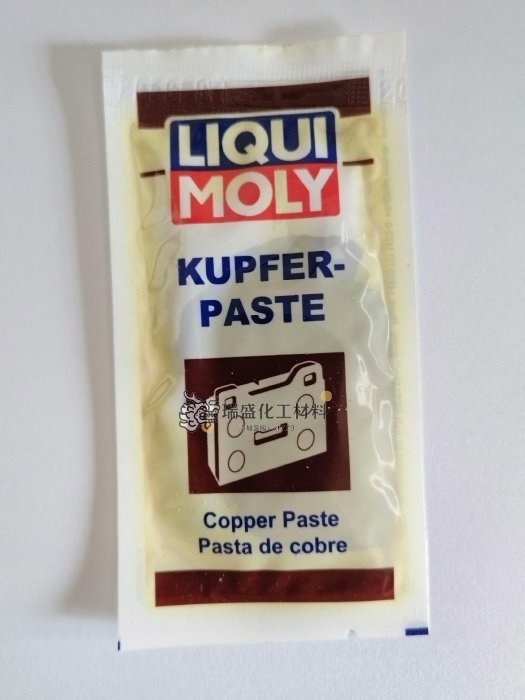 LIQUI
MOLY
KUPFER-
PASTE
瑞盛化工材料
Copper Paste
Pasta de cobre